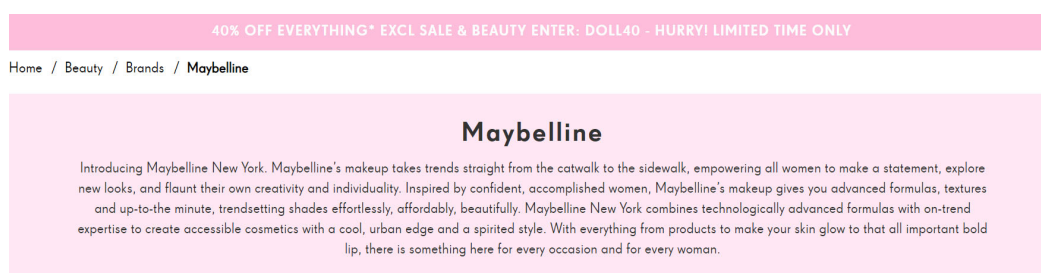 40% OFF EVERYTHING* EXCL SALE & BEAUTY ENTER: DOLL40 - HURRY! LIMITED TIME ONLY
Home / Beauty / Brands / Maybelline
Maybelline
Introducing Maybelline New York. Maybelline's makeup takes trends straight from the catwalk to the sidewalk, empowering all women to make a statement, explore
new looks, and flaunt their own creativity and individuality. Inspired by confident, accomplished women, Maybelline's makeup gives you advanced formulas, textures
and up-to-the minute, trendsetting shades effortlessly, affordably, beautifully. Maybelline New York combines technologically advanced formulas with on-trend
expertise to create accessible cosmetics with a cool, urban edge and a spirited style. With everything from products to make your skin glow to that all important bold
lip, there is something here for every occasion and for every woman.